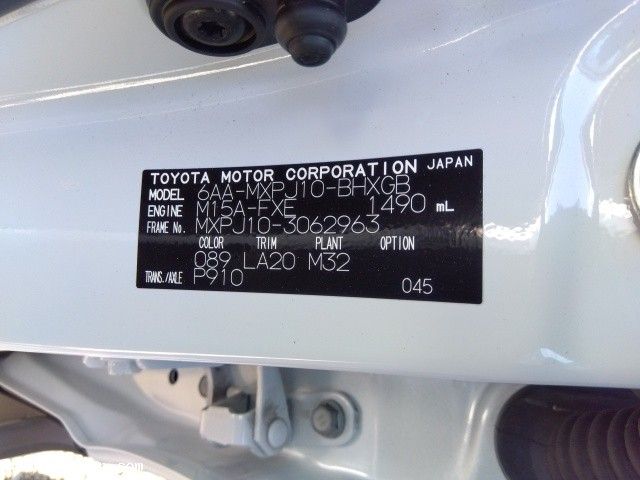 TOYOTA MOTOR CORPORATION JAPAN
MODEL 6AA-MXPJ10-BHXGB
ENGINE M15A-FXE 1490 mL
FRAME No. MXPJ10-3062963
COLOR TRIM PLANT OPTION
089 LA20 M32
TRANS./AXLE P910 045